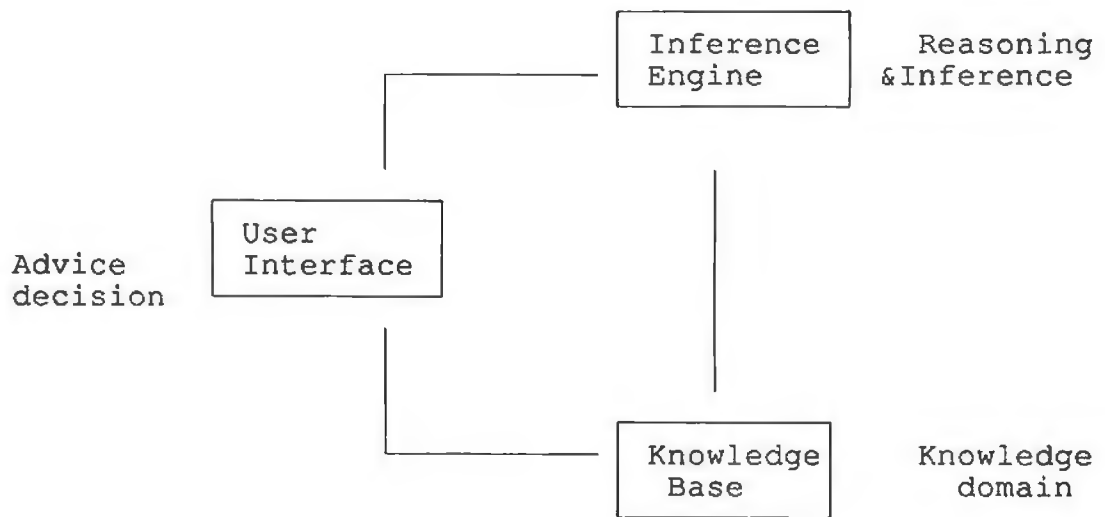 Inference
Engine
Reasoning
&Inference
User
Interface
Advice
decision
Knowledge
Base
Knowledge
domain